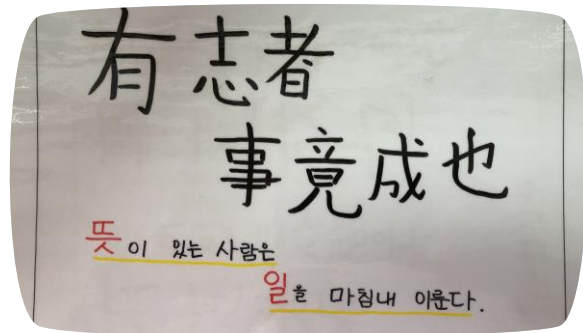 有志者
事竟成也
뜻이 있는 사람은
일을 마침내 이룬다.